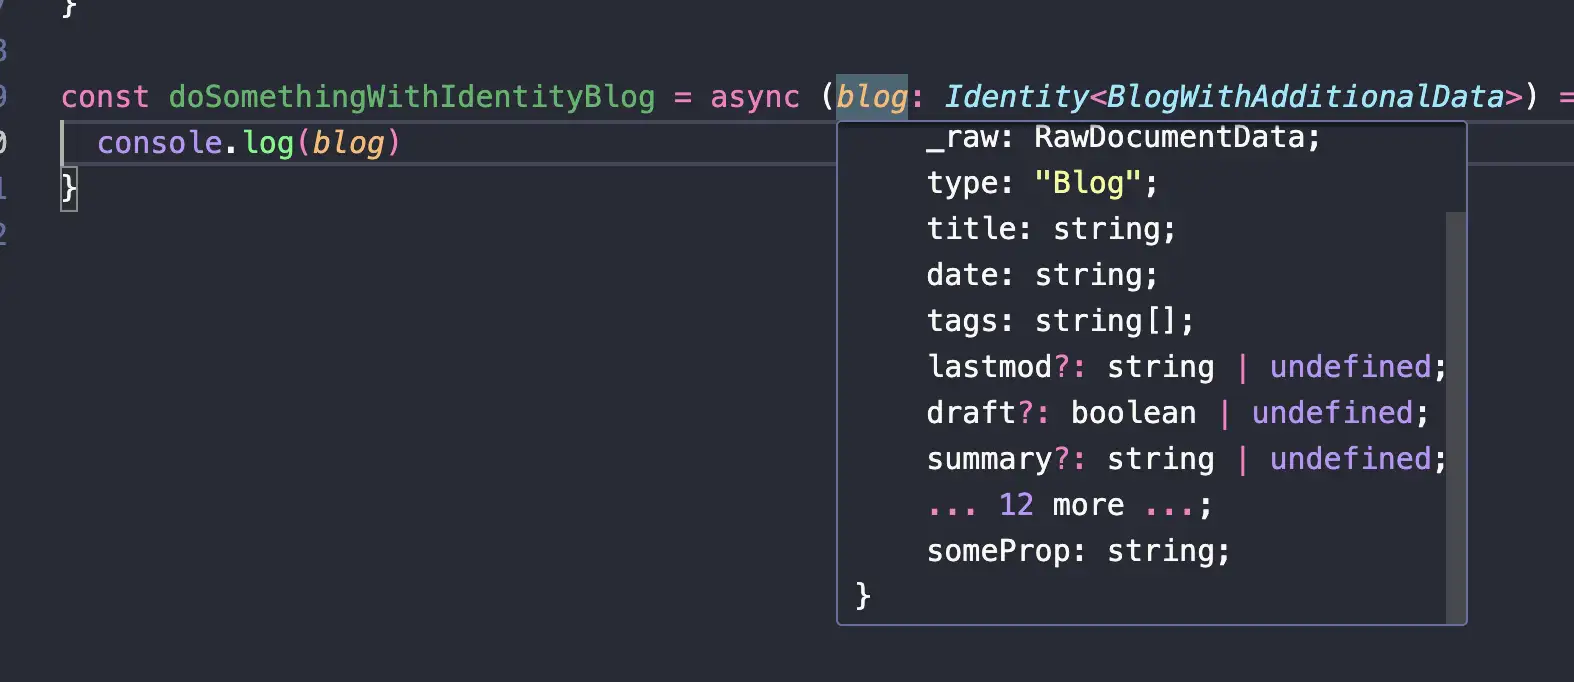 }
const doSomethingWithIdentityBlog = async (blog: Identity<BlogWithAdditionalData>) =
console.log(blog)
}
_raw: RawDocumentData;
type: "Blog";
title: string;
date: string;
tags: string[];
lastmod?: string | undefined;
draft?: boolean | undefined;
summary?: string | undefined;
... 12 more ...;
someProp: string;
}